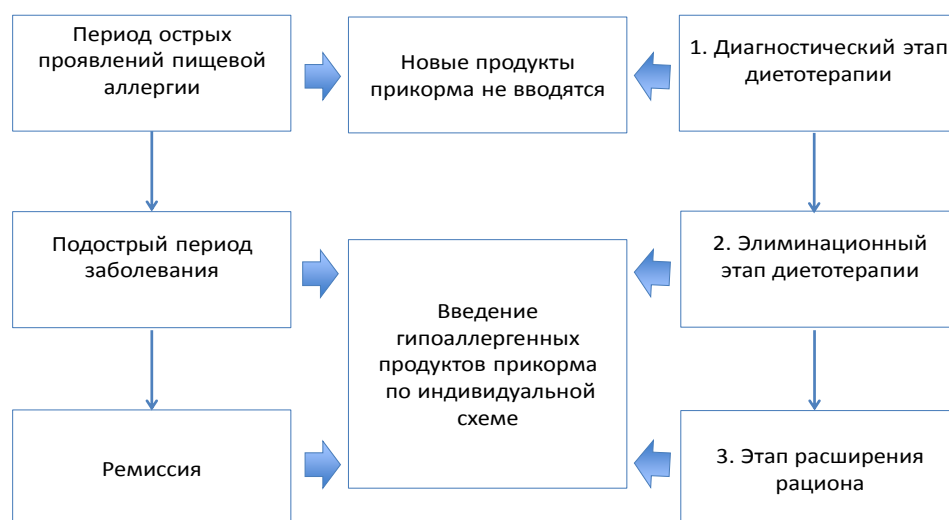 Период острых
проявлений пищевой
аллергии
Новые продукты
прикорма не вводятся
1. Диагностический этап
диетотерапии
Подострый период
заболевания
Введение
гипоаллергенных
продуктов прикорма
по индивидуальной
схеме
2. Элиминационный
этап диетотерапии
Ремиссия
3. Этап расширения
рациона